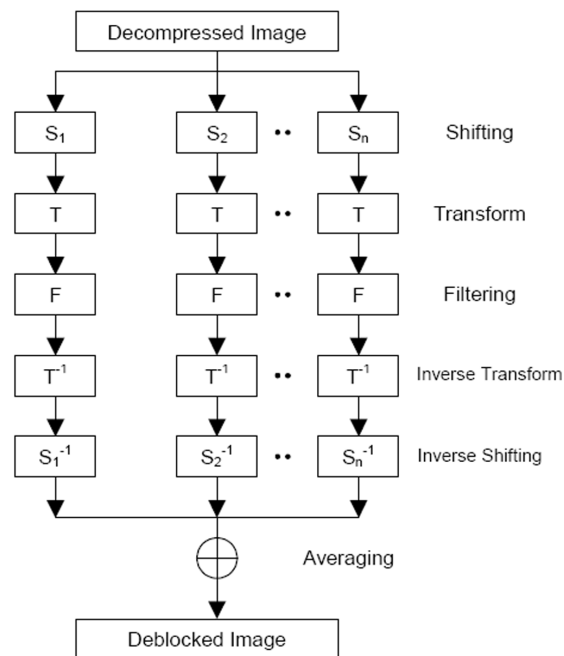 Decompressed Image
S₁ S₂ •• Sₙ Shifting
T T •• T Transform
F F •• F Filtering
T⁻¹ T⁻¹ •• T⁻¹ Inverse Transform
S₁⁻¹ S₂⁻¹ •• Sₙ⁻¹ Inverse Shifting
Averaging
Deblocked Image